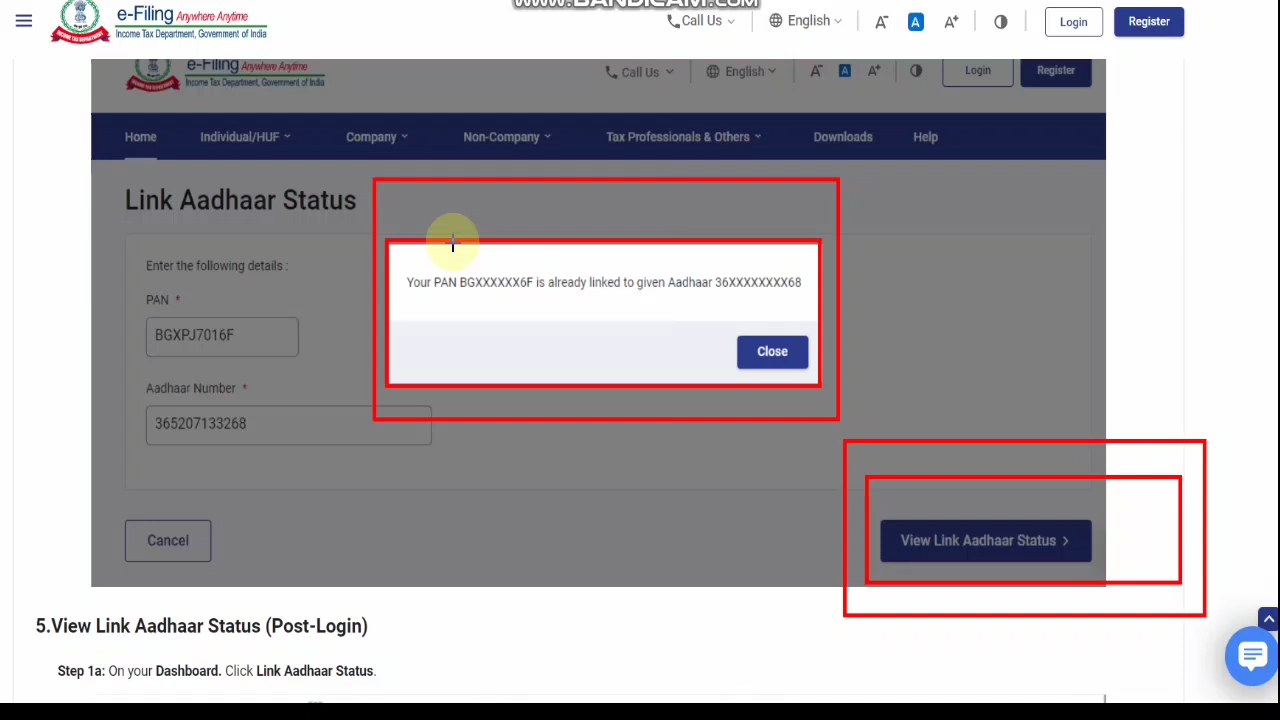 www.BANDICAM.com
e-Filing Anywhere Anytime
Income Tax Department, Government of India
Call Us
English
A-
A
A+
Login
Register
e-Filing Anywhere Anytime
Income Tax Department, Government of India
Call Us
English
A-
A
A+
Login
Register
Home
Individual/HUF
Company
Non-Company
Tax Professionals & Others
Downloads
Help
Link Aadhaar Status
Enter the following details :
PAN *
BGXPJ7016F
Aadhaar Number *
365207133268
Your PAN BGXXXXXX6F is already linked to given Aadhaar 36XXXXXXXX68
Close
Cancel
View Link Aadhaar Status >
5.View Link Aadhaar Status (Post-Login)
Step 1a: On your Dashboard. Click Link Aadhaar Status.